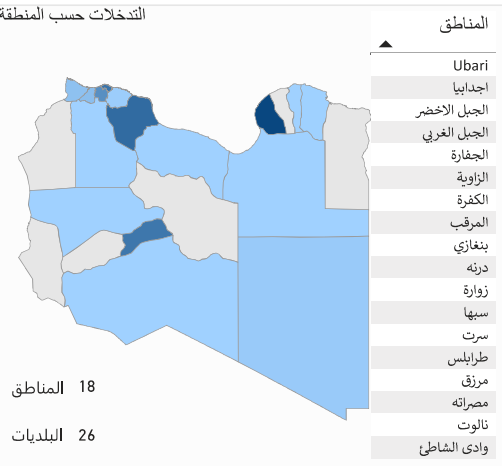 التدخلات حسب المنطقة
المناطق
Ubari
اجدابيا
الجبل الاخضر
الجبل الغربي
الجفارة
الزاوية
الكفرة
المرقب
بنغازي
درنه
زوارة
سبها
سرت
طرابلس
مرزق
مصراته
نالوت
وادى الشاطئ
18 المناطق
26 البلديات